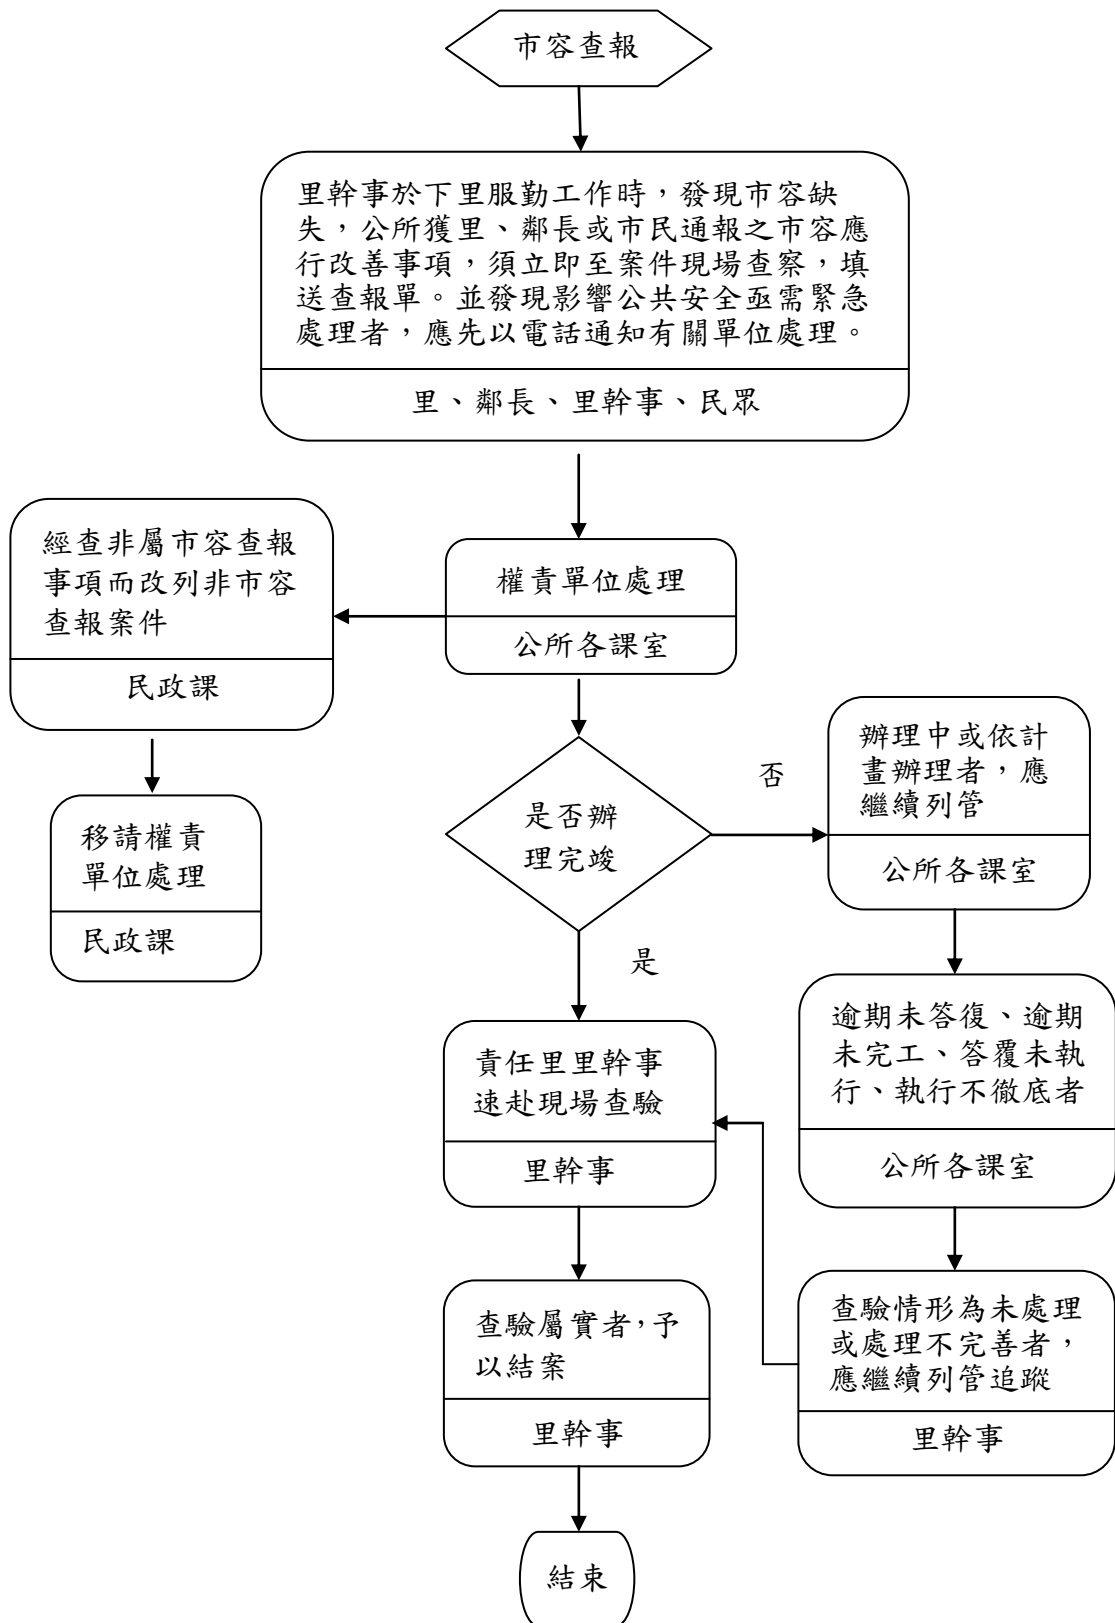 市容查報
里幹事於下里服勤工作時，發現市容缺
失，公所獲里、鄰長或市民通報之市容應
行改善事項，須立即至案件現場查察，填
送查報單。並發現影響公共安全亟需緊急
處理者，應先以電話通知有關單位處理。
里、鄰長、里幹事、民眾
權責單位處理
公所各課室
經查非屬市容查報
事項而改列非市容
查報案件
民政課
移請權責
單位處理
民政課
是否辦
理完竣
否
辦理中或依計
畫辦理者，應
繼續列管
公所各課室
逾期未答復、逾期
未完工、答覆未執
行、執行不徹底者
公所各課室
查驗情形為未處理
或處理不完善者，
應繼續列管追蹤
里幹事
是
責任里里幹事
速赴現場查驗
里幹事
查驗屬實者，予
以結案
里幹事
結束